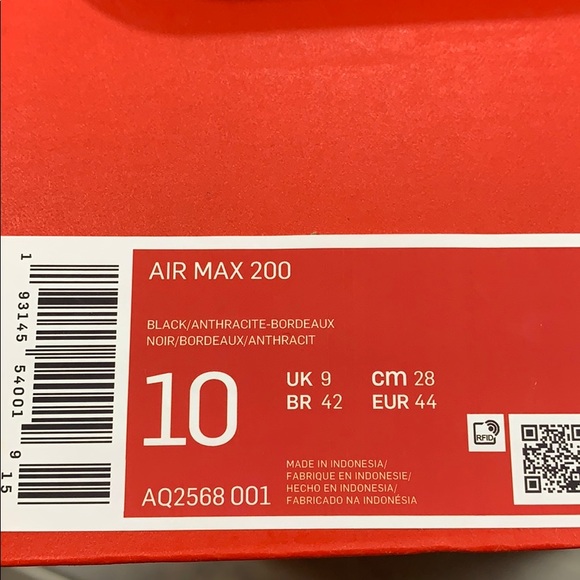 AIR MAX 200
BLACK/ANTHRACITE-BORDEAUX
NOIR/BORDEAUX/ANTHRACIT
10
UK 9 cm 28
BR 42 EUR 44
RFID
MADE IN INDONESIA/
FABRIQUE EN INDONESIE/
HECHO EN INDONESIA/
FABRICADO NA INDONÉSIA
AQ2568 001
1 93145 54001 9 15